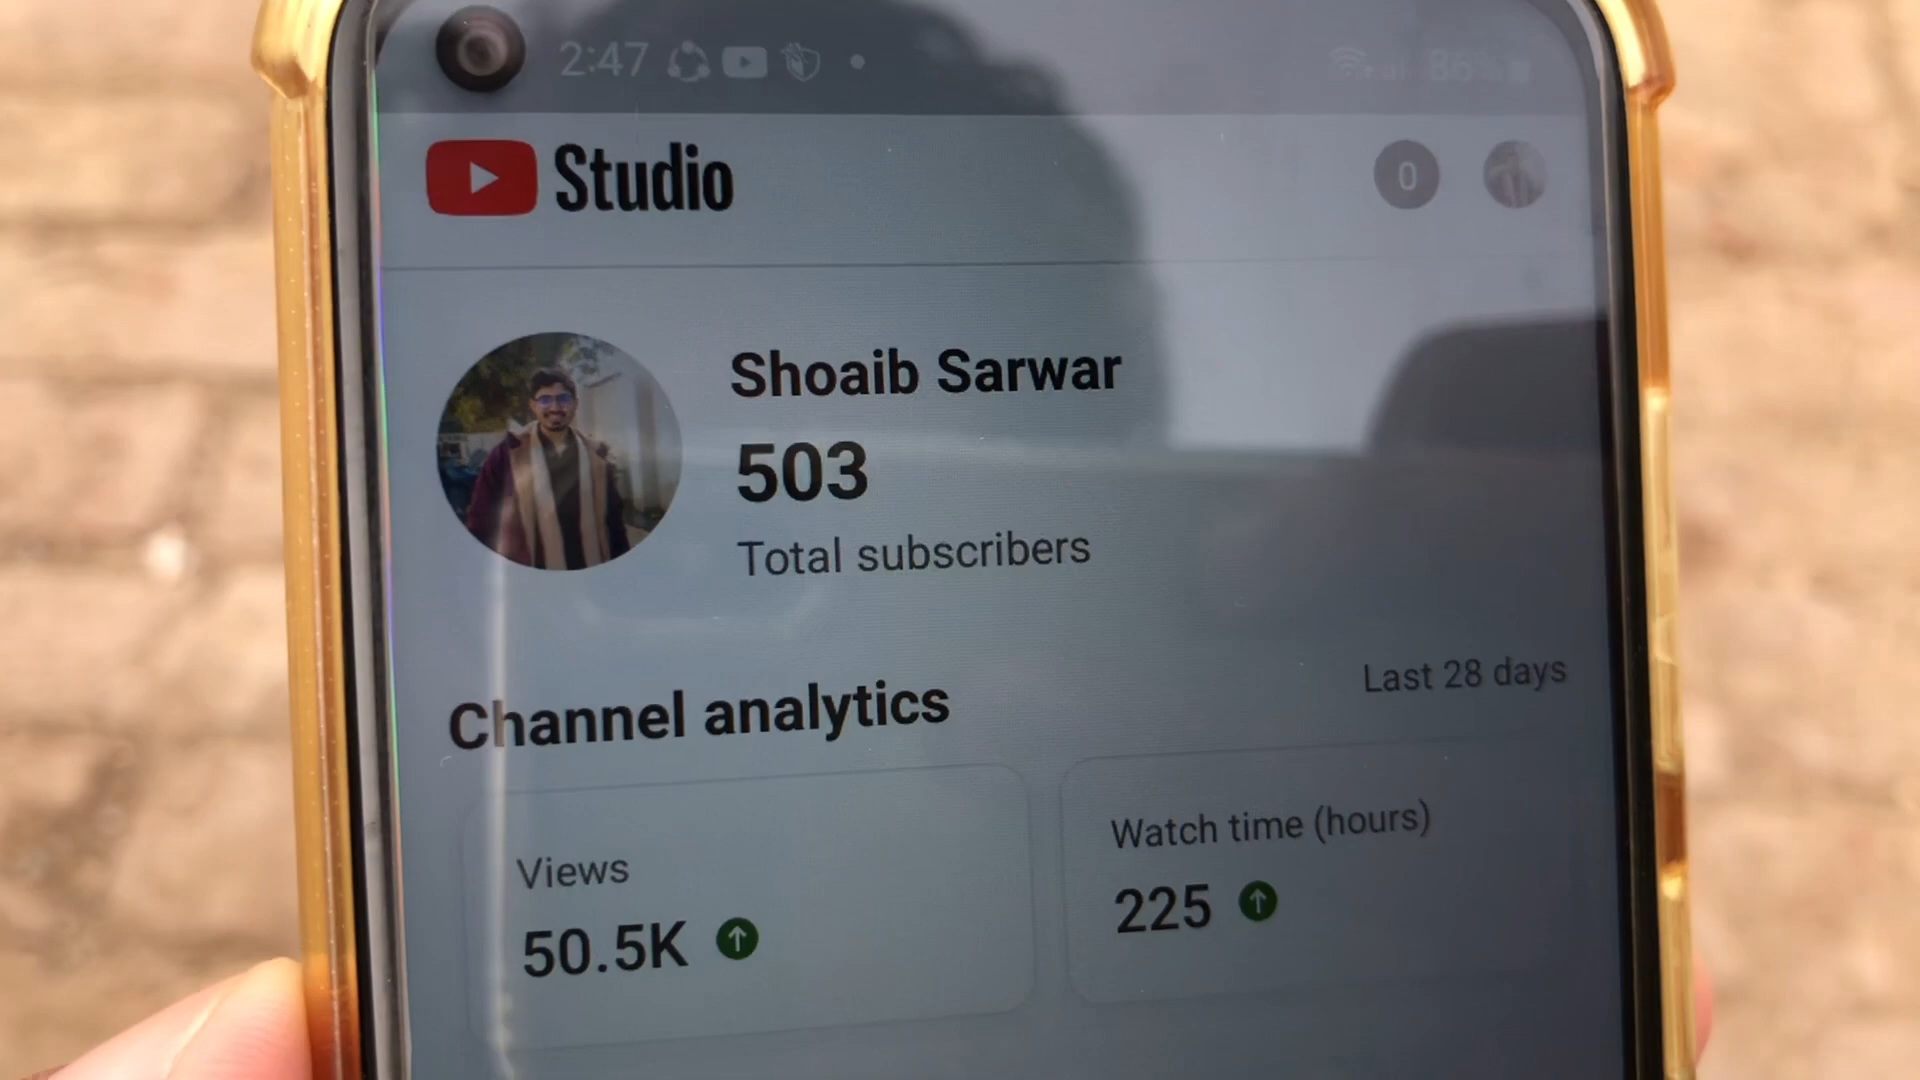 2:47 86%
Studio
0
Shoaib Sarwar
503
Total subscribers
Channel analytics
Last 28 days
Views
50.5K
Watch time (hours)
225